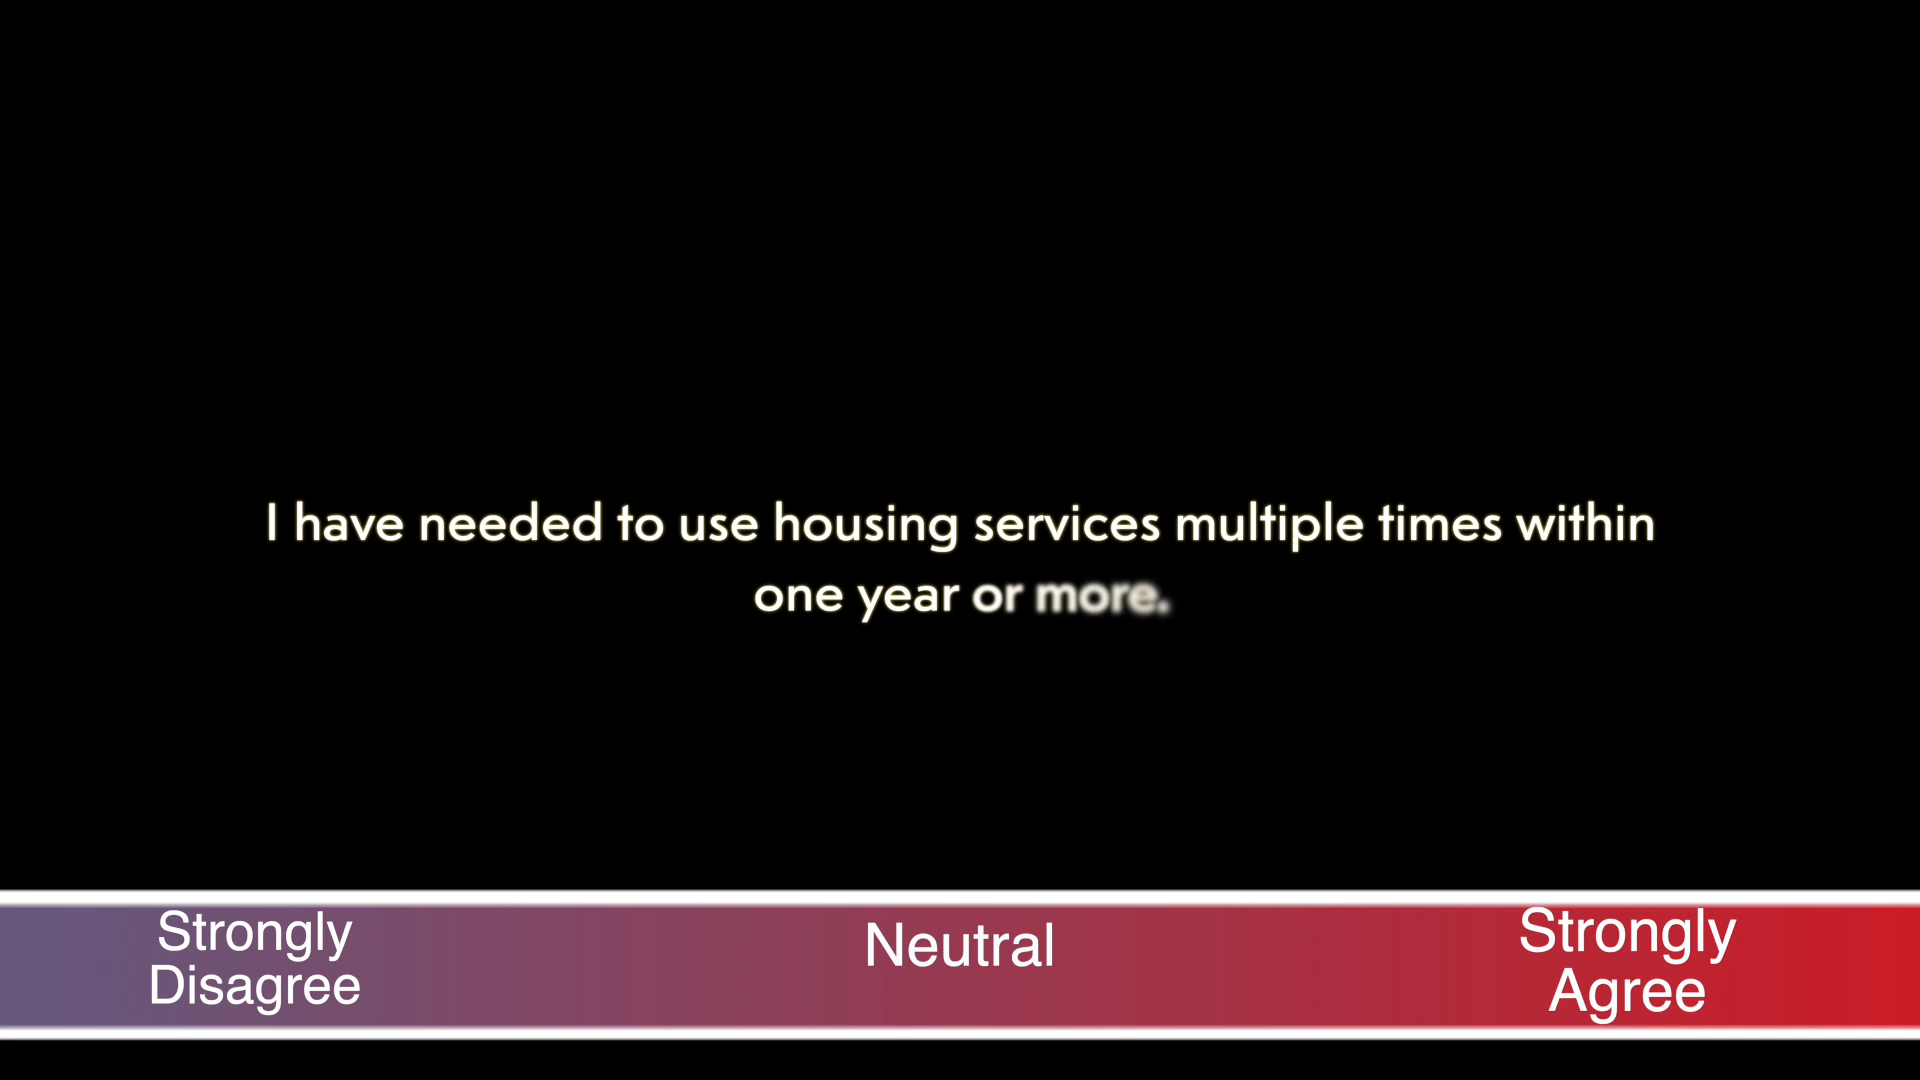 I have needed to use housing services multiple times within
one year or more.
Strongly
Disagree
Neutral
Strongly
Agree